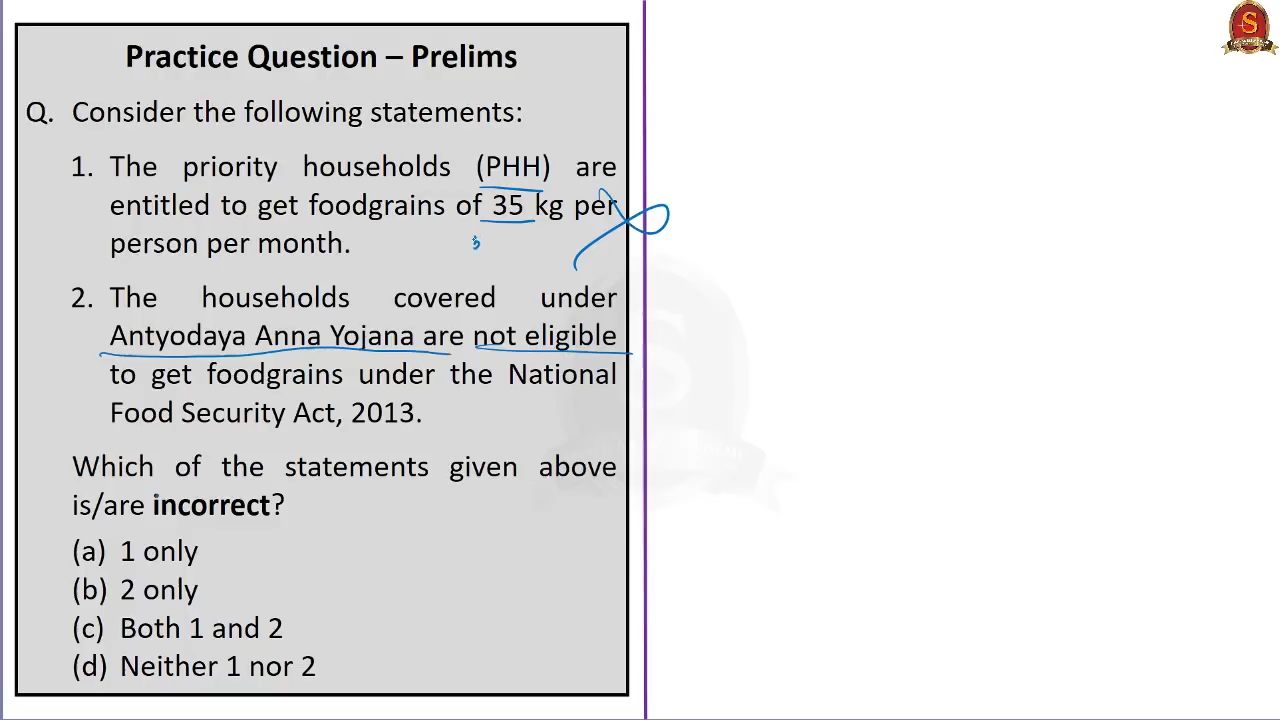 Practice Question – Prelims
Q. Consider the following statements:
1. The priority households (PHH) are
entitled to get foodgrains of 35 kg per
person per month.
2. The households covered under
Antyodaya Anna Yojana are not eligible
to get foodgrains under the National
Food Security Act, 2013.
Which of the statements given above
is/are incorrect?
(a) 1 only
(b) 2 only
(c) Both 1 and 2
(d) Neither 1 nor 2
S